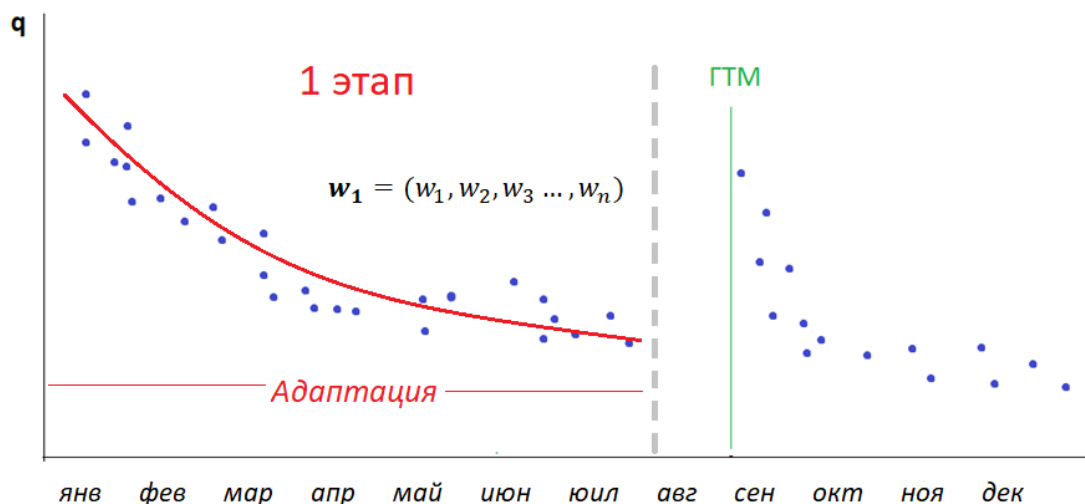 q
1 этап
ГТМ
w₁ = (w₁, w₂, w₃ …, wₙ)
Адаптация
янв фев мар апр май июн юил авг сен окт ноя дек